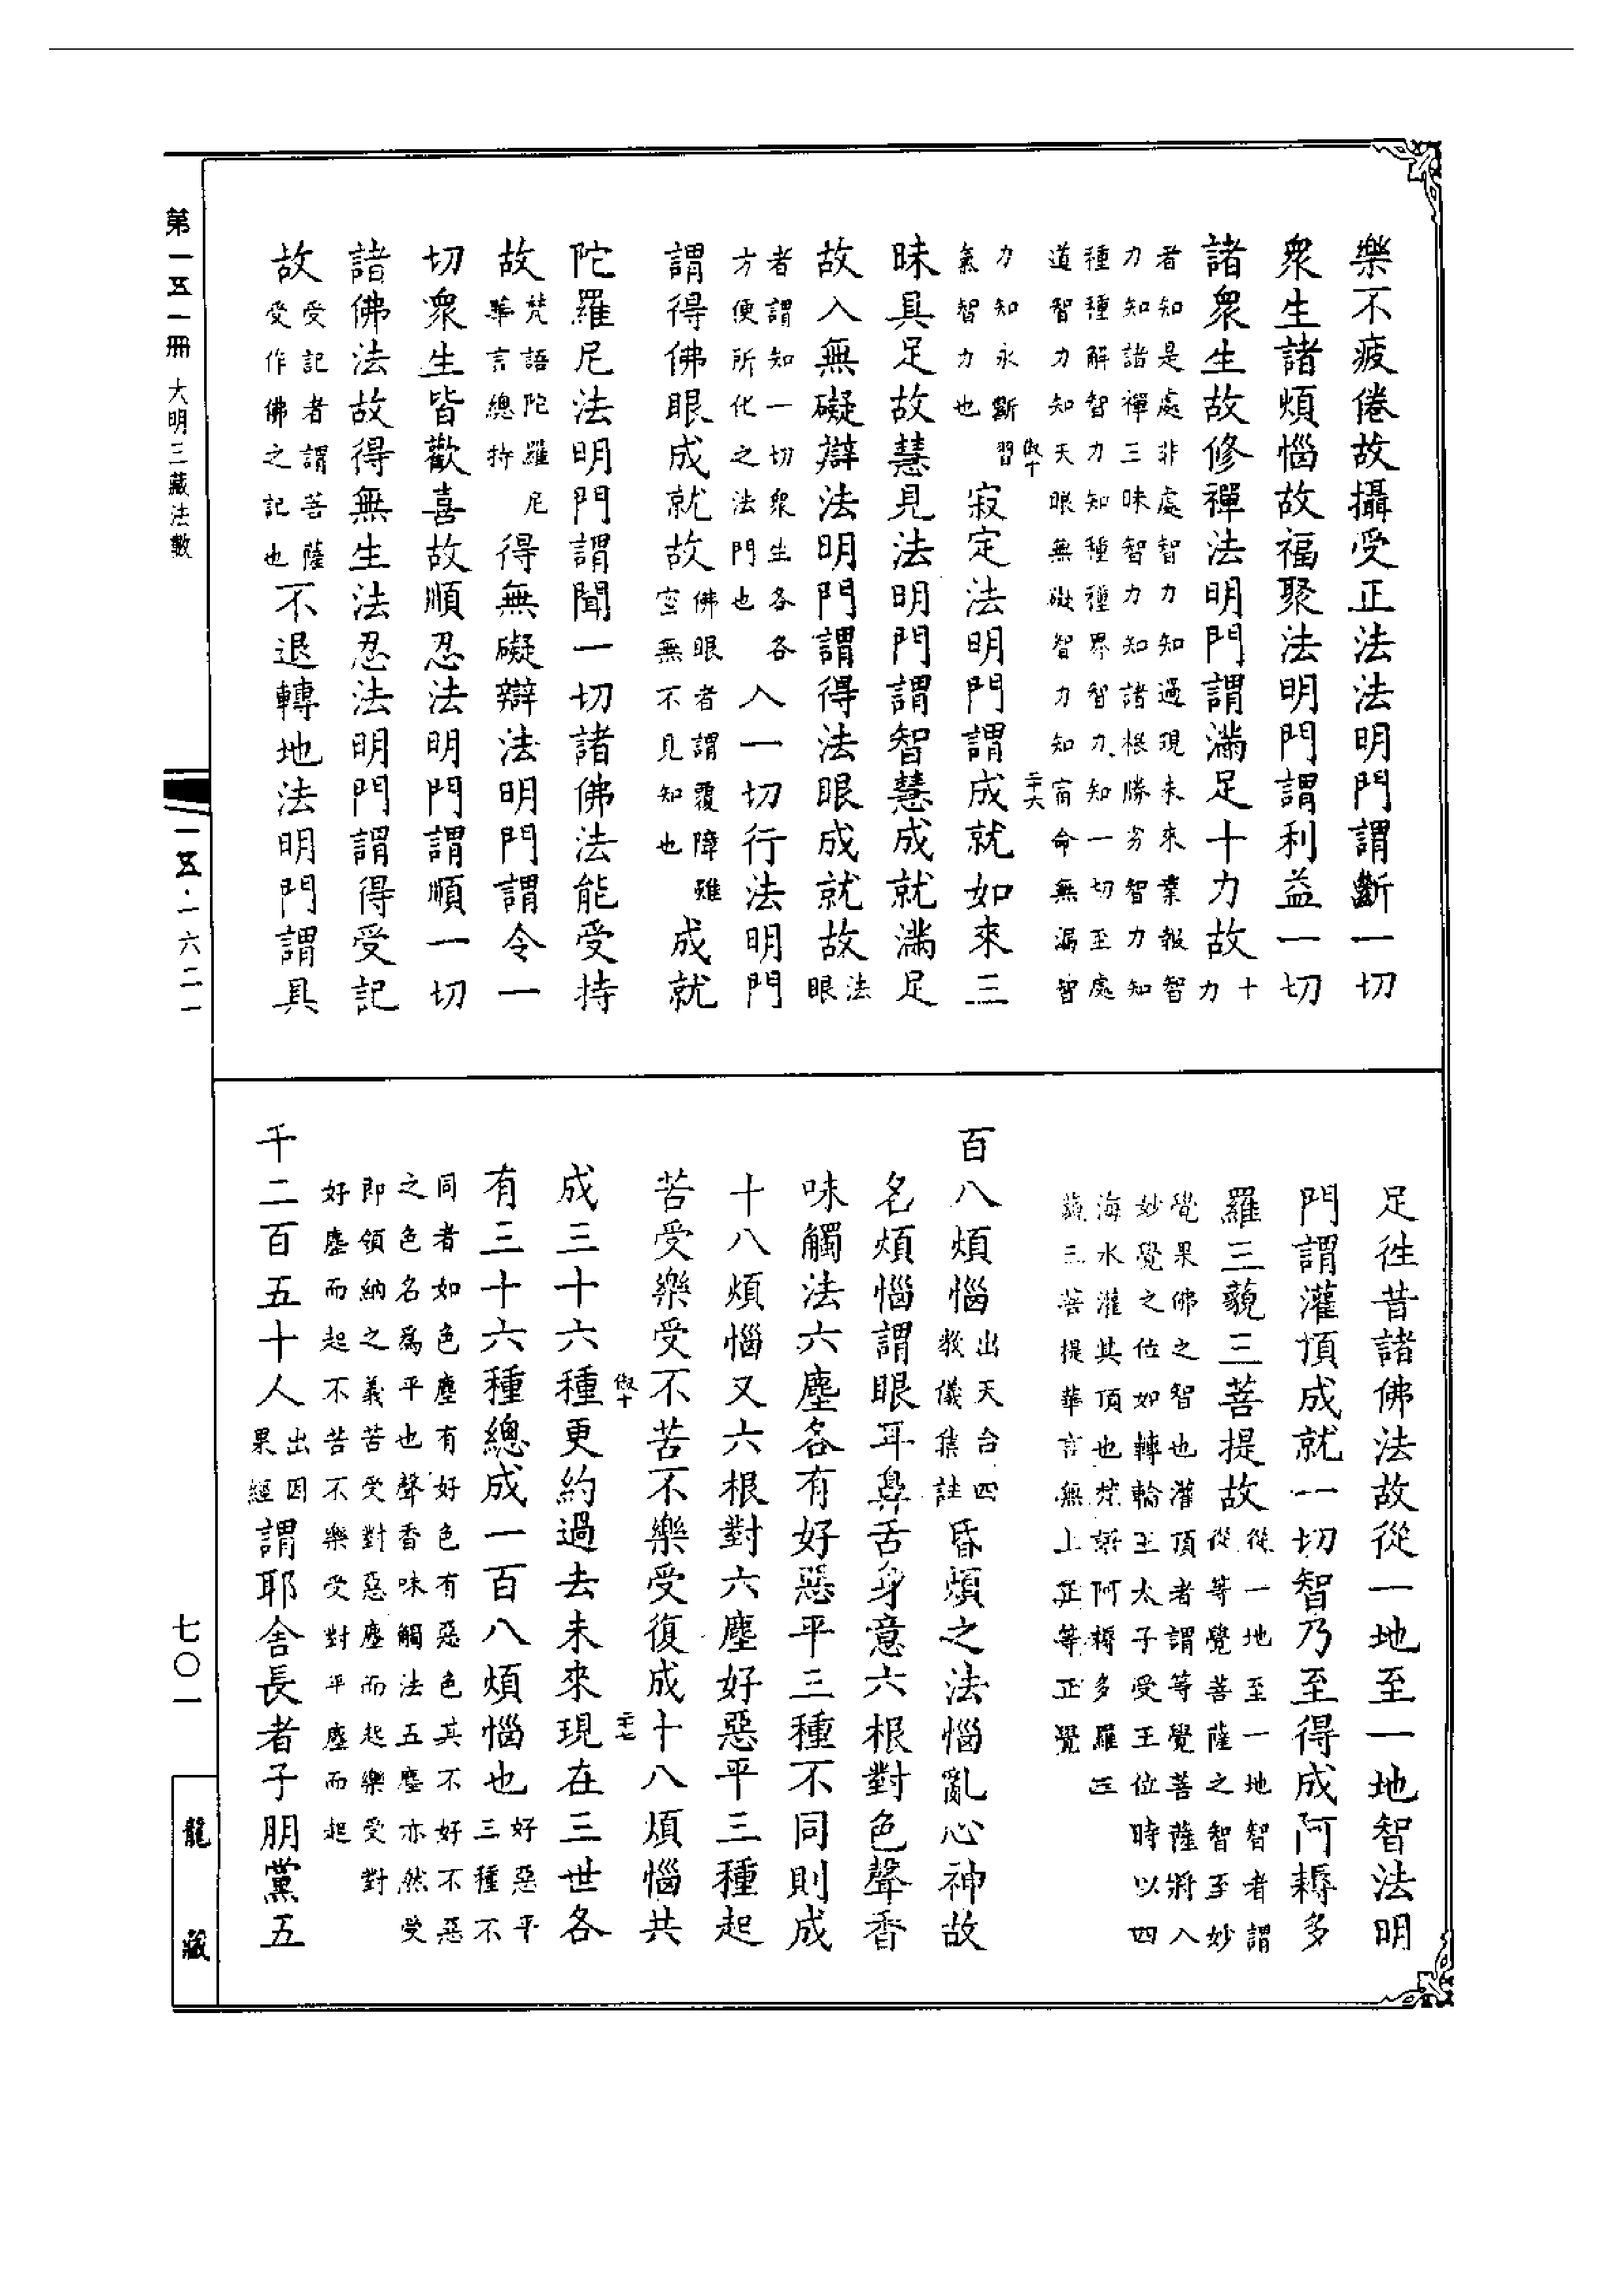 樂不疲倦故攝受正法法明門謂斷一切
衆生諸煩惱故福聚法明門謂利益一切
諸衆生故修禪法明門謂滿足十力故十力
者知是處非處智力知過現未來業報智
力知諸禪三昧智力知諸根勝劣智力知
種種解智力知種種界智力知一切至處
道智力知天眼無礙智力知宿命無漏智
力知永斷習
氣智力也
寂定法明門謂成就如來三
昧具足故慧見法明門謂智慧成就滿足
故入無礙辯法明門謂得法眼成就故法眼
者謂知一切衆生各各
方便所化之法門也
入一切行法明門
謂得佛眼成就故佛眼者謂覆障雖
空無不見知也
成就
陀羅尼法明門謂聞一切諸佛法能受持
故梵語陀羅尼
華言總持
得無礙辯法明門謂令一
切衆生皆歡喜故順忍法明門謂順一切
諸佛法故得無生法忍法明門謂得受記
故受記者謂菩薩
受作佛之記也
不退轉地法明門謂具
足徃昔諸佛法故從一地至一地智法明
門謂灌頂成就一切智乃至得成阿耨多
羅三藐三菩提故從一地至一地智者謂
從等覺菩薩之智至妙
覺果佛之智也灌頂者謂等覺菩薩將入
妙覺之位如轉輪王太子受王位時以四
海水灌其頂也梵語阿耨多羅三
藐三菩提華言無上正等正覺
百八煩惱出天台四
教儀集註
昏煩之法惱亂心神故
名煩惱謂眼耳鼻舌身意六根對色聲香
味觸法六塵各有好惡平三種不同則成
十八煩惱又六根對六塵好惡平三種起
苦受樂受不苦不樂受復成十八煩惱共
成三十六種更約過去未來現在三世各
有三十六種總成一百八煩惱也好惡平
三種不
同者如色塵有好色有惡色其不好不惡
之色名爲平也聲香味觸法五塵亦然受
即領納之義苦受對惡塵而起樂受對
好塵而起不苦不樂受對平塵而起
千二百五十人出因
果經
謂耶舍長者子朋黨五
第一五一冊 大明三藏法數
一五·一六二一
七〇一
龍藏